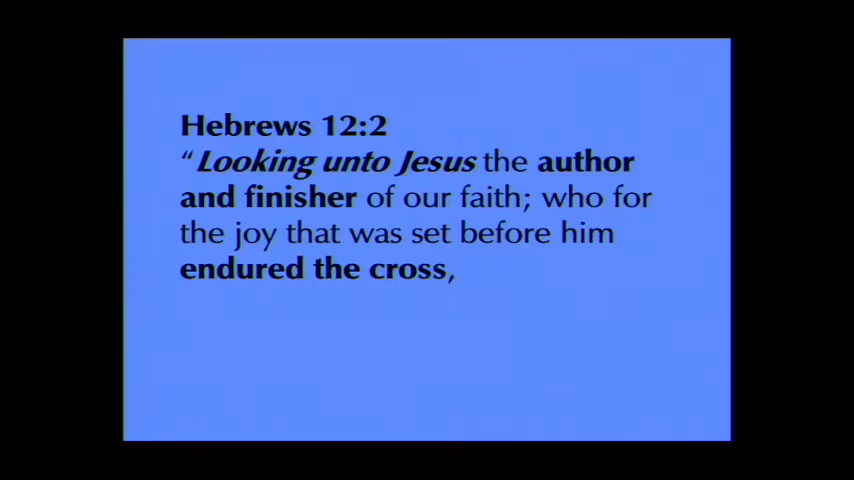 Hebrews 12:2
“Looking unto Jesus the author
and finisher of our faith; who for
the joy that was set before him
endured the cross,